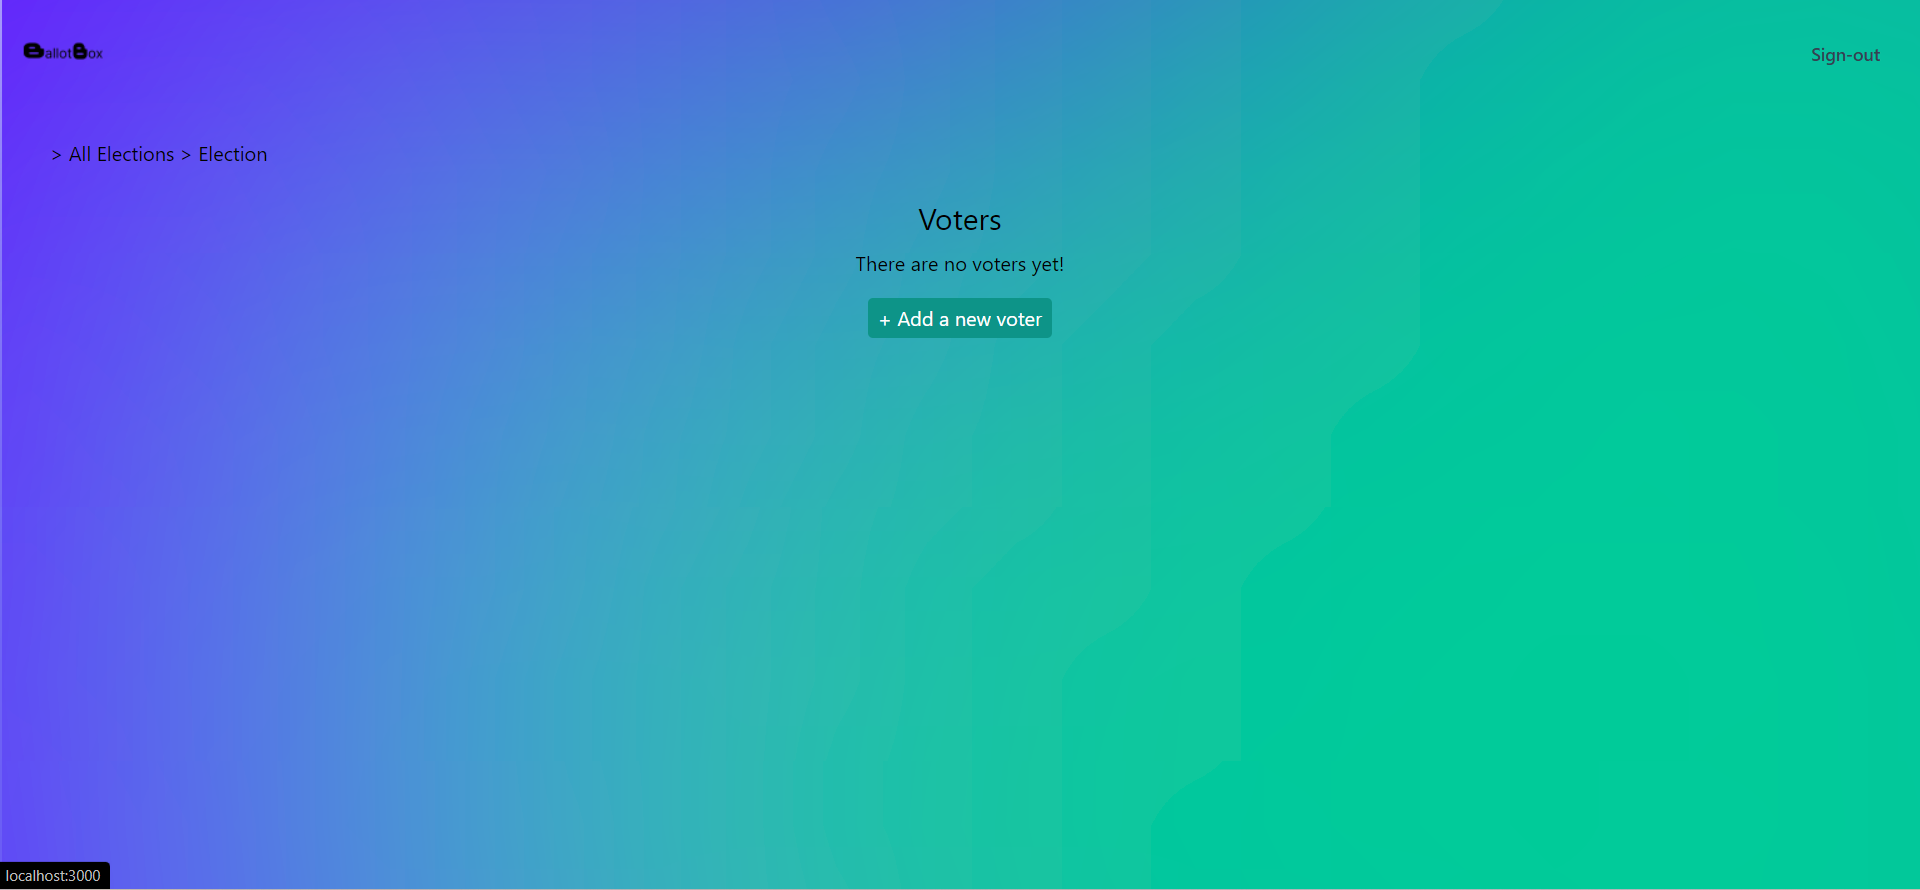 BallotBox
Sign-out
> All Elections > Election
Voters
There are no voters yet!
+ Add a new voter
localhost:3000